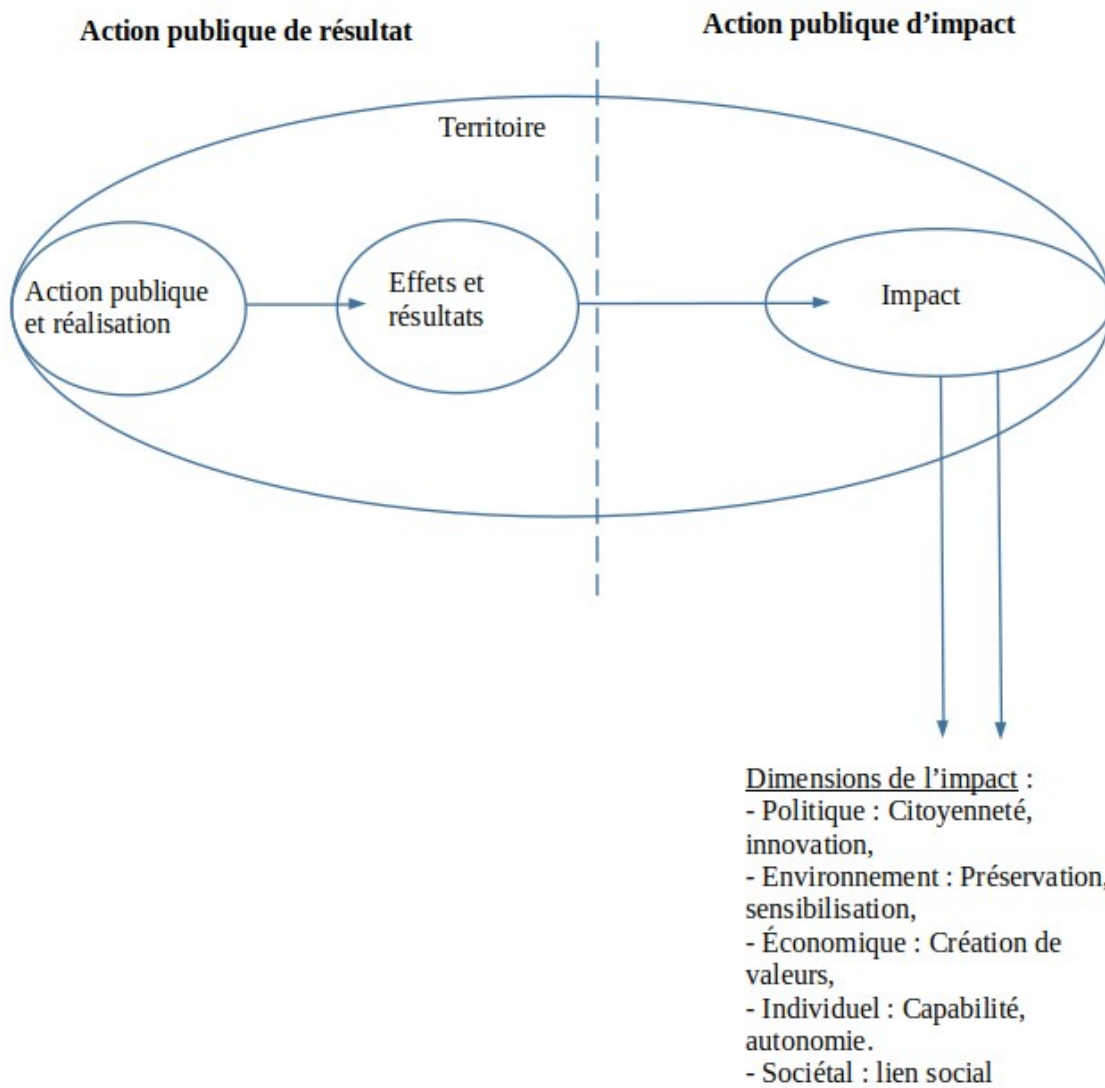 Action publique de résultat
Action publique d’impact
Territoire
Action publique
et réalisation
Effets et
résultats
Impact
Dimensions de l’impact :
- Politique : Citoyenneté,
innovation,
- Environnement : Préservation,
sensibilisation,
- Économique : Création de
valeurs,
- Individuel : Capabilité,
autonomie.
- Sociétal : lien social